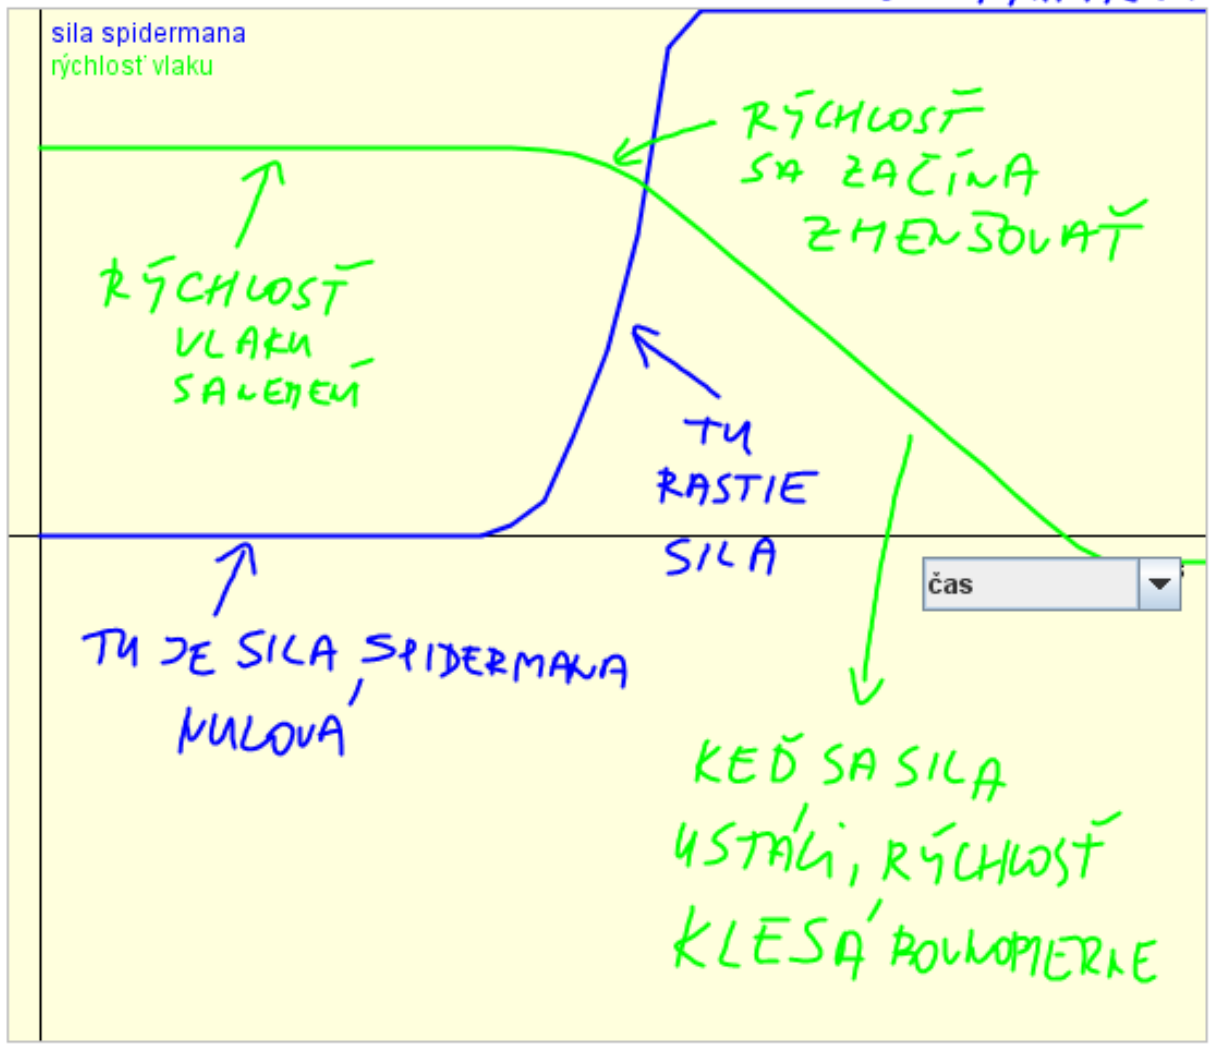 sila spidermana
rýchlosť vlaku
RÝCHLOSŤ
SA ZAČÍNA
ZMENŠOVAŤ
RÝCHLOSŤ
VLAKU
SA NEMENÍ
TU
RASTIE
SILA
čas
TU JE SILA SPIDERMANA
NULOVÁ
KEĎ SA SILA
USTÁLI, RÝCHLOSŤ
KLESÁ ROVNOMERNE